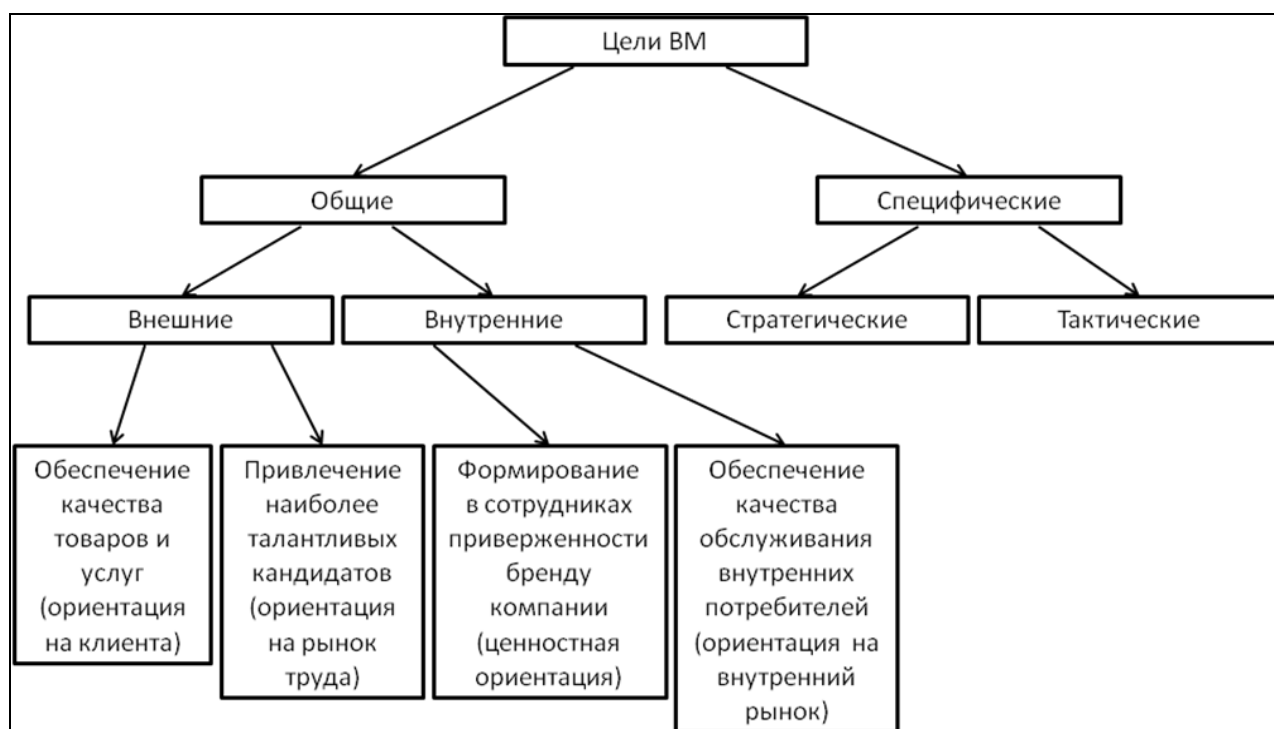 Цели ВМ
Общие
Специфические
Внешние
Внутренние
Стратегические
Тактические
Обеспечение
качества
товаров и
услуг
(ориентация
на клиента)
Привлечение
наиболее
талантливых
кандидатов
(ориентация
на рынок
труда)
Формирование
в сотрудниках
приверженности
бренду
компании
(ценностная
ориентация)
Обеспечение
качества
обслуживания
внутренних
потребителей
(ориентация на
внутренний
рынок)